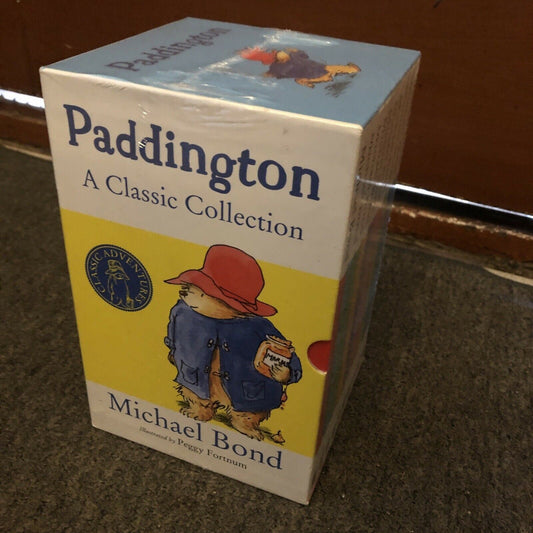 Paddington
Paddington
A Classic Collection
CLASSIC ADVENTURES
Michael Bond
Illustrated by Peggy Fortnum